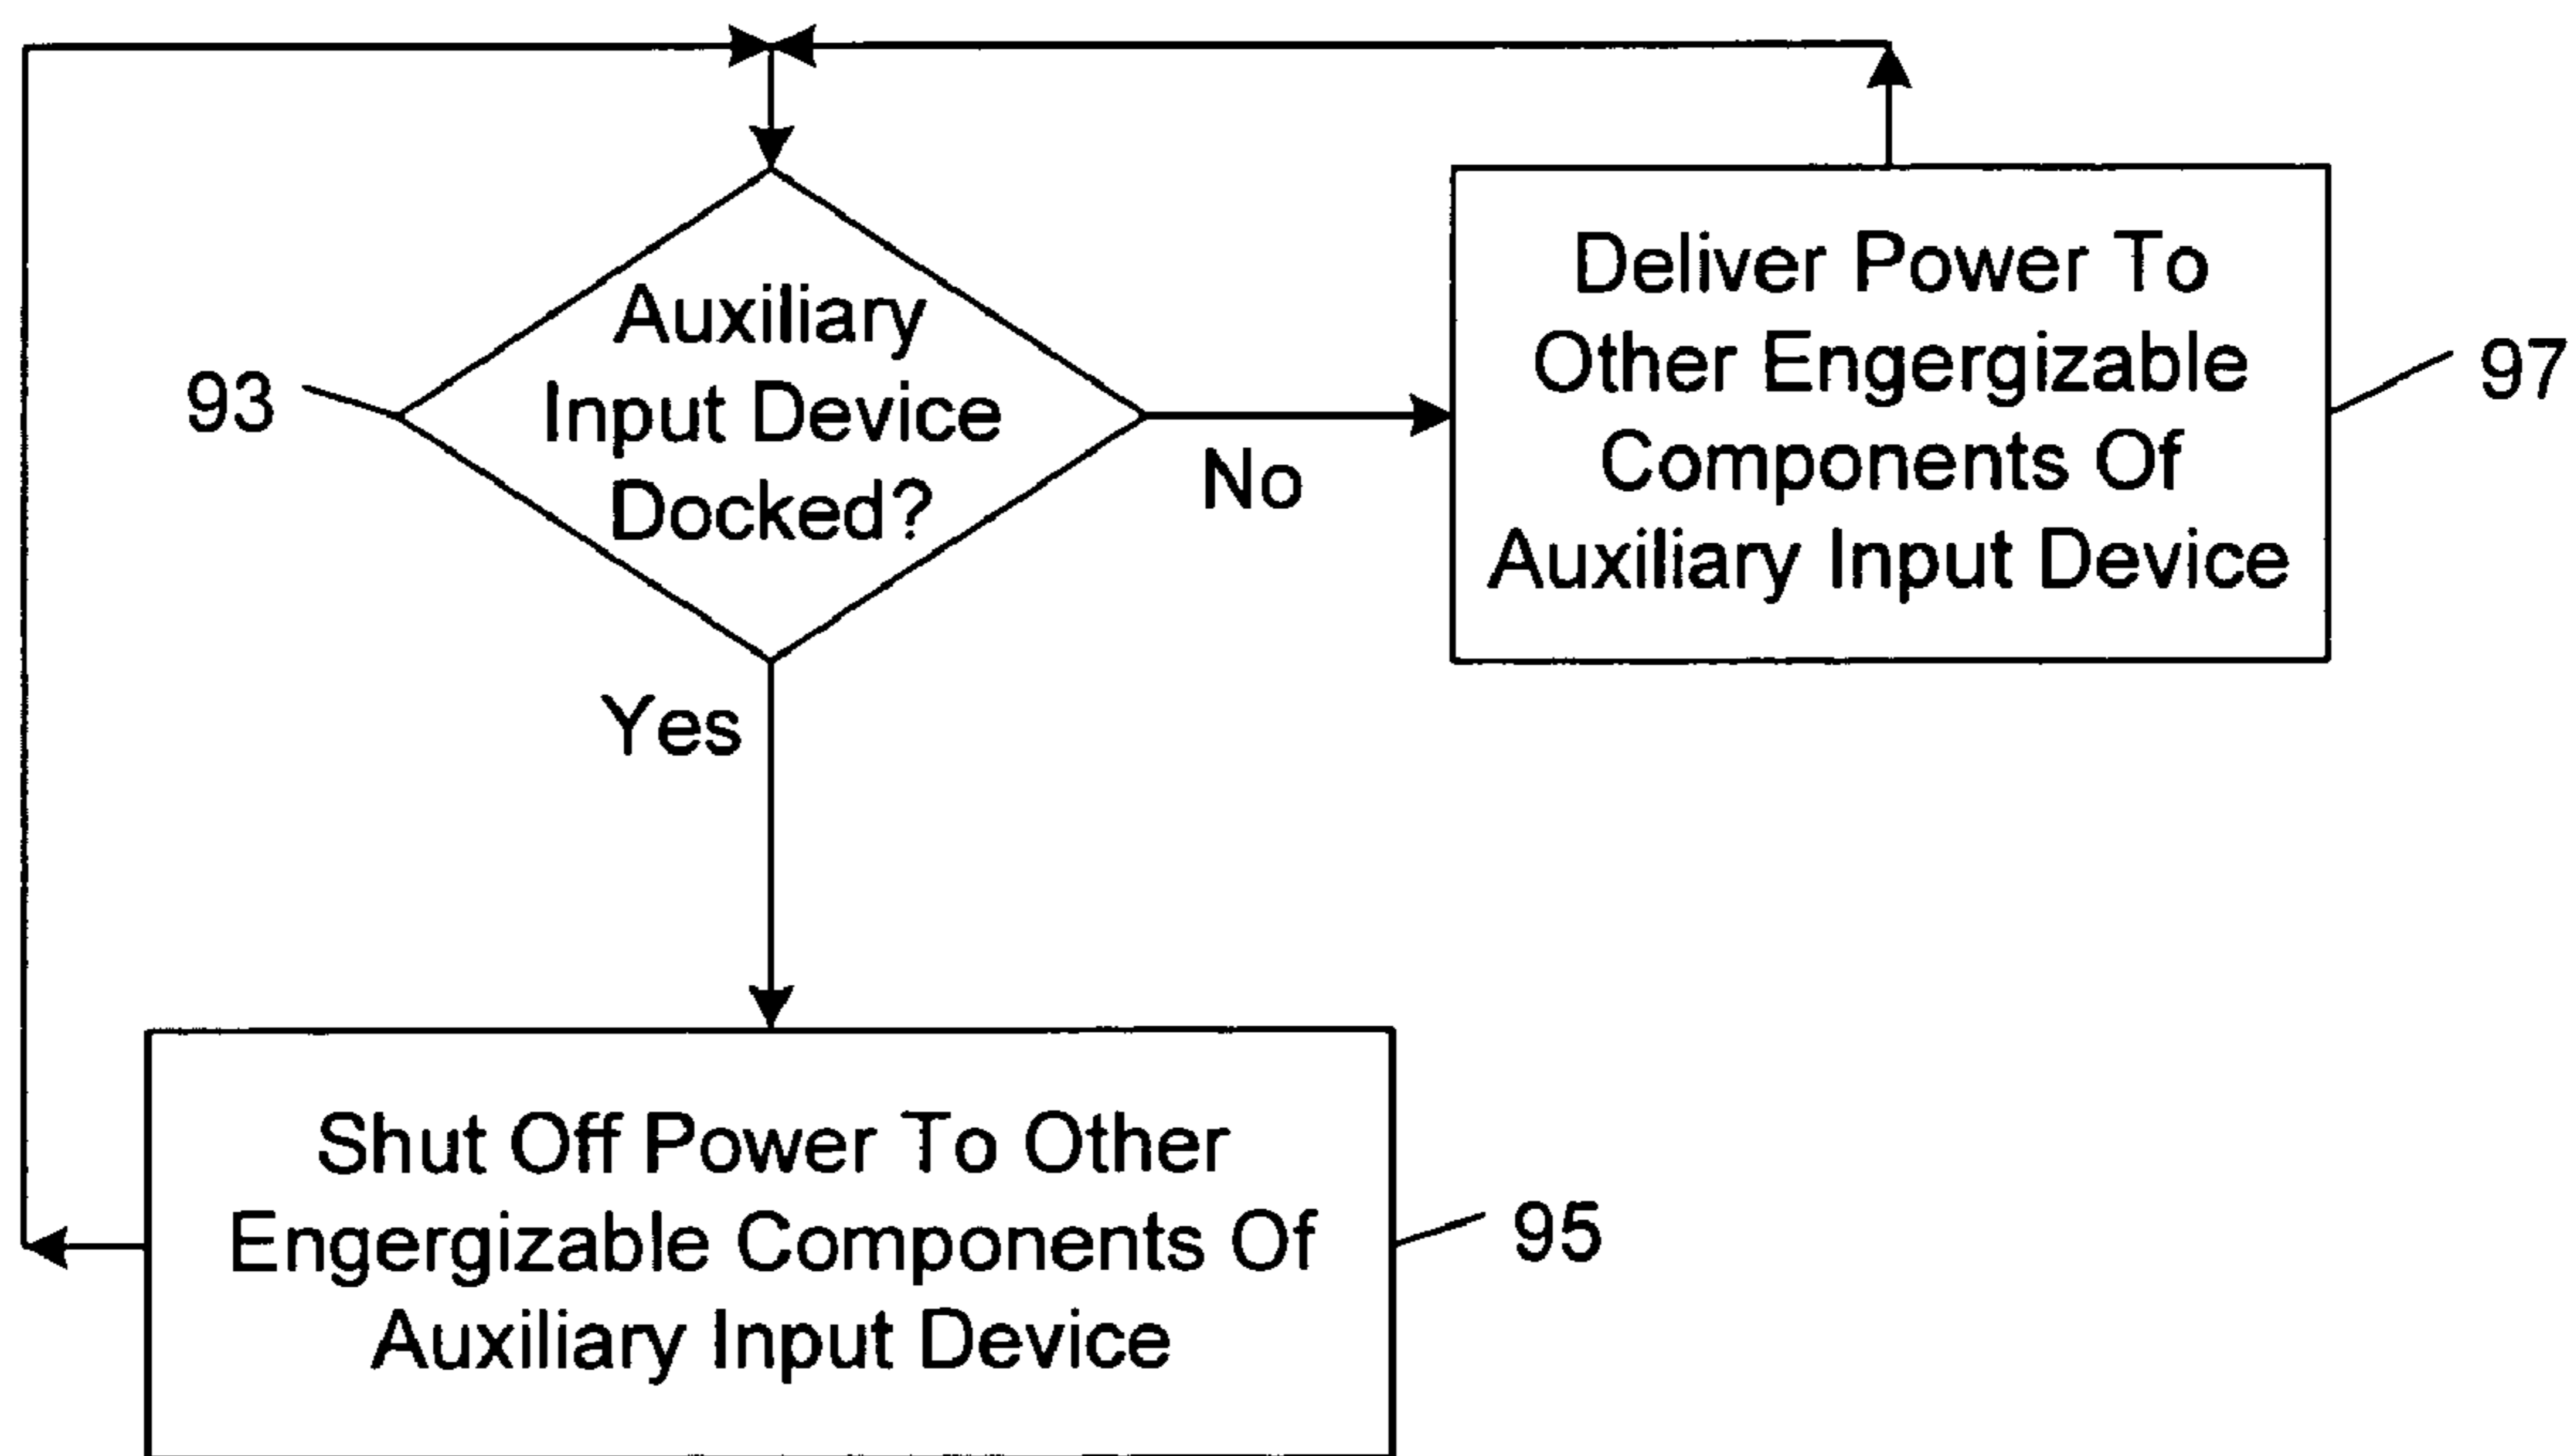 Auxiliary
Input Device
Docked?
93
No
Yes
Deliver Power To
Other Engergizable
Components Of
Auxiliary Input Device
97
Shut Off Power To Other
Engergizable Components Of
Auxiliary Input Device
95